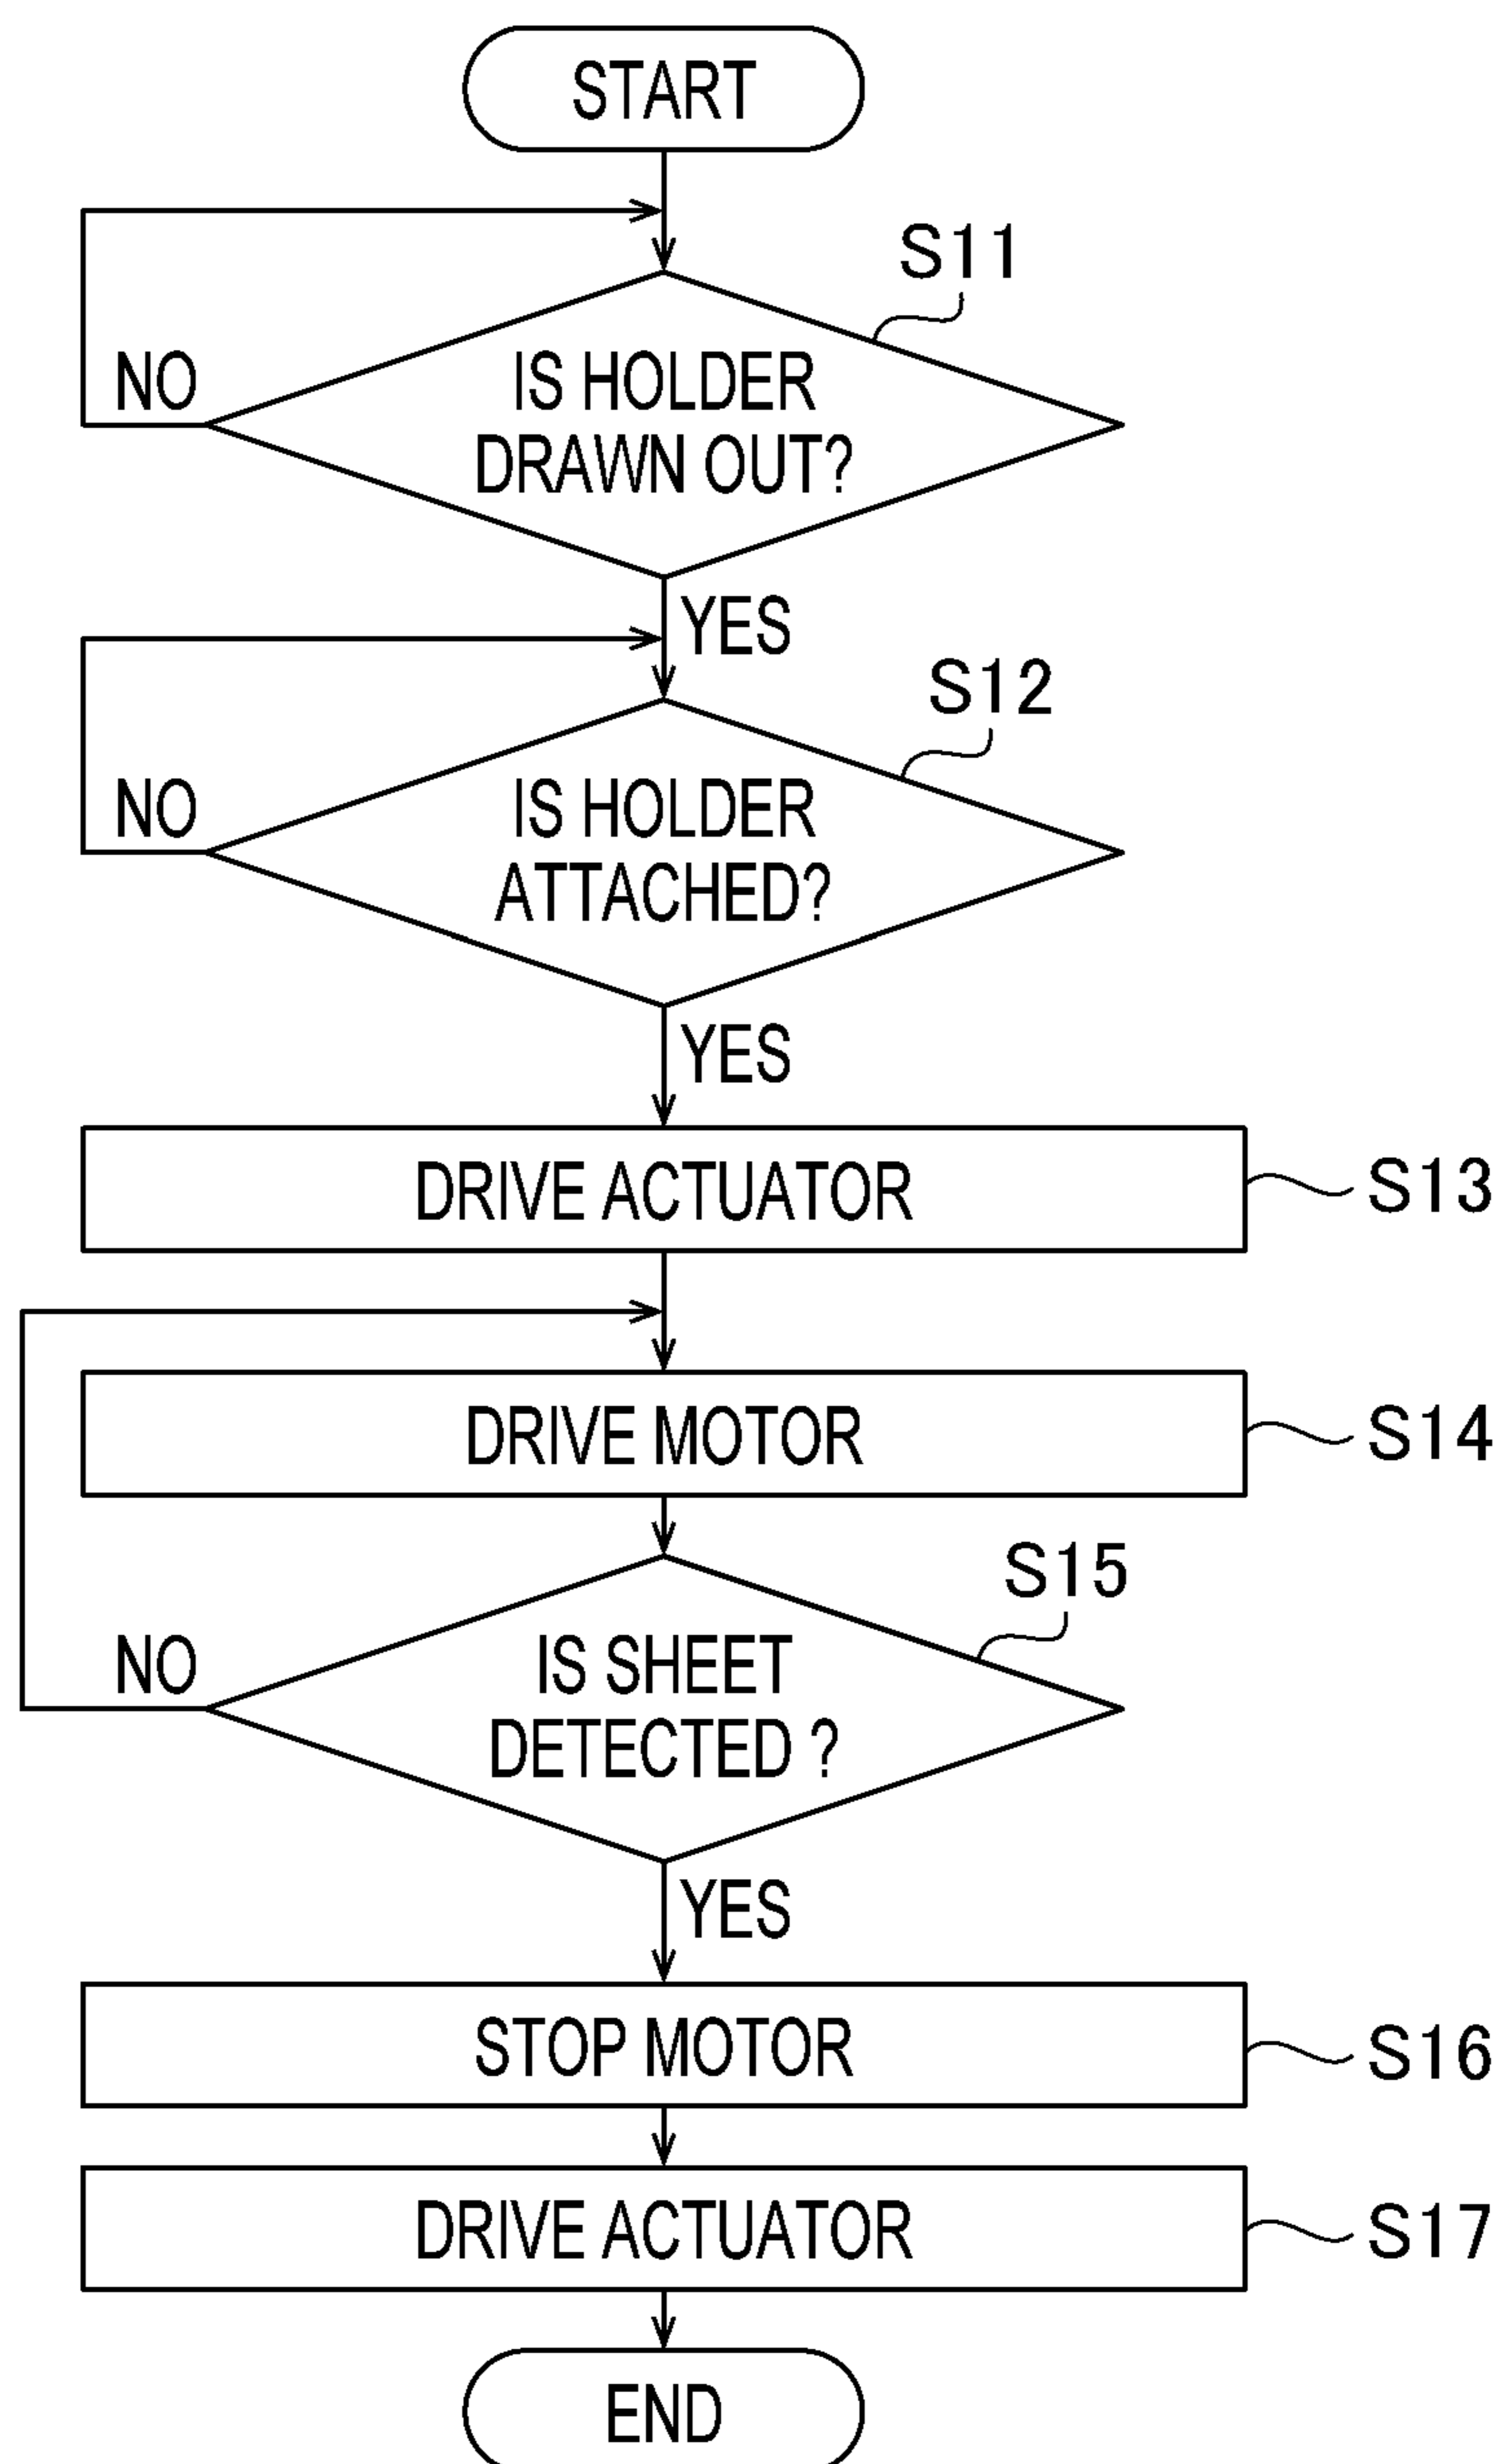 START
S11
NO
IS HOLDER
DRAWN OUT?
YES
S12
NO
IS HOLDER
ATTACHED?
YES
DRIVE ACTUATOR
S13
DRIVE MOTOR
S14
S15
NO
IS SHEET
DETECTED ?
YES
STOP MOTOR
S16
DRIVE ACTUATOR
S17
END